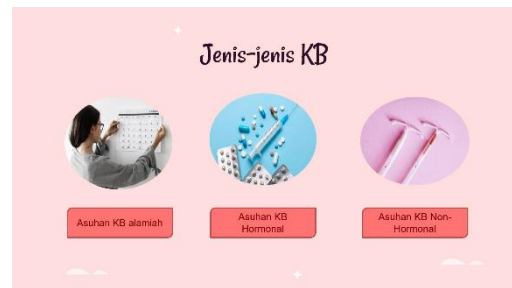 Jenis-jenis KB
Asuhan KB alamiah
Asuhan KB
Hormonal
Asuhan KB Non-
Hormonal